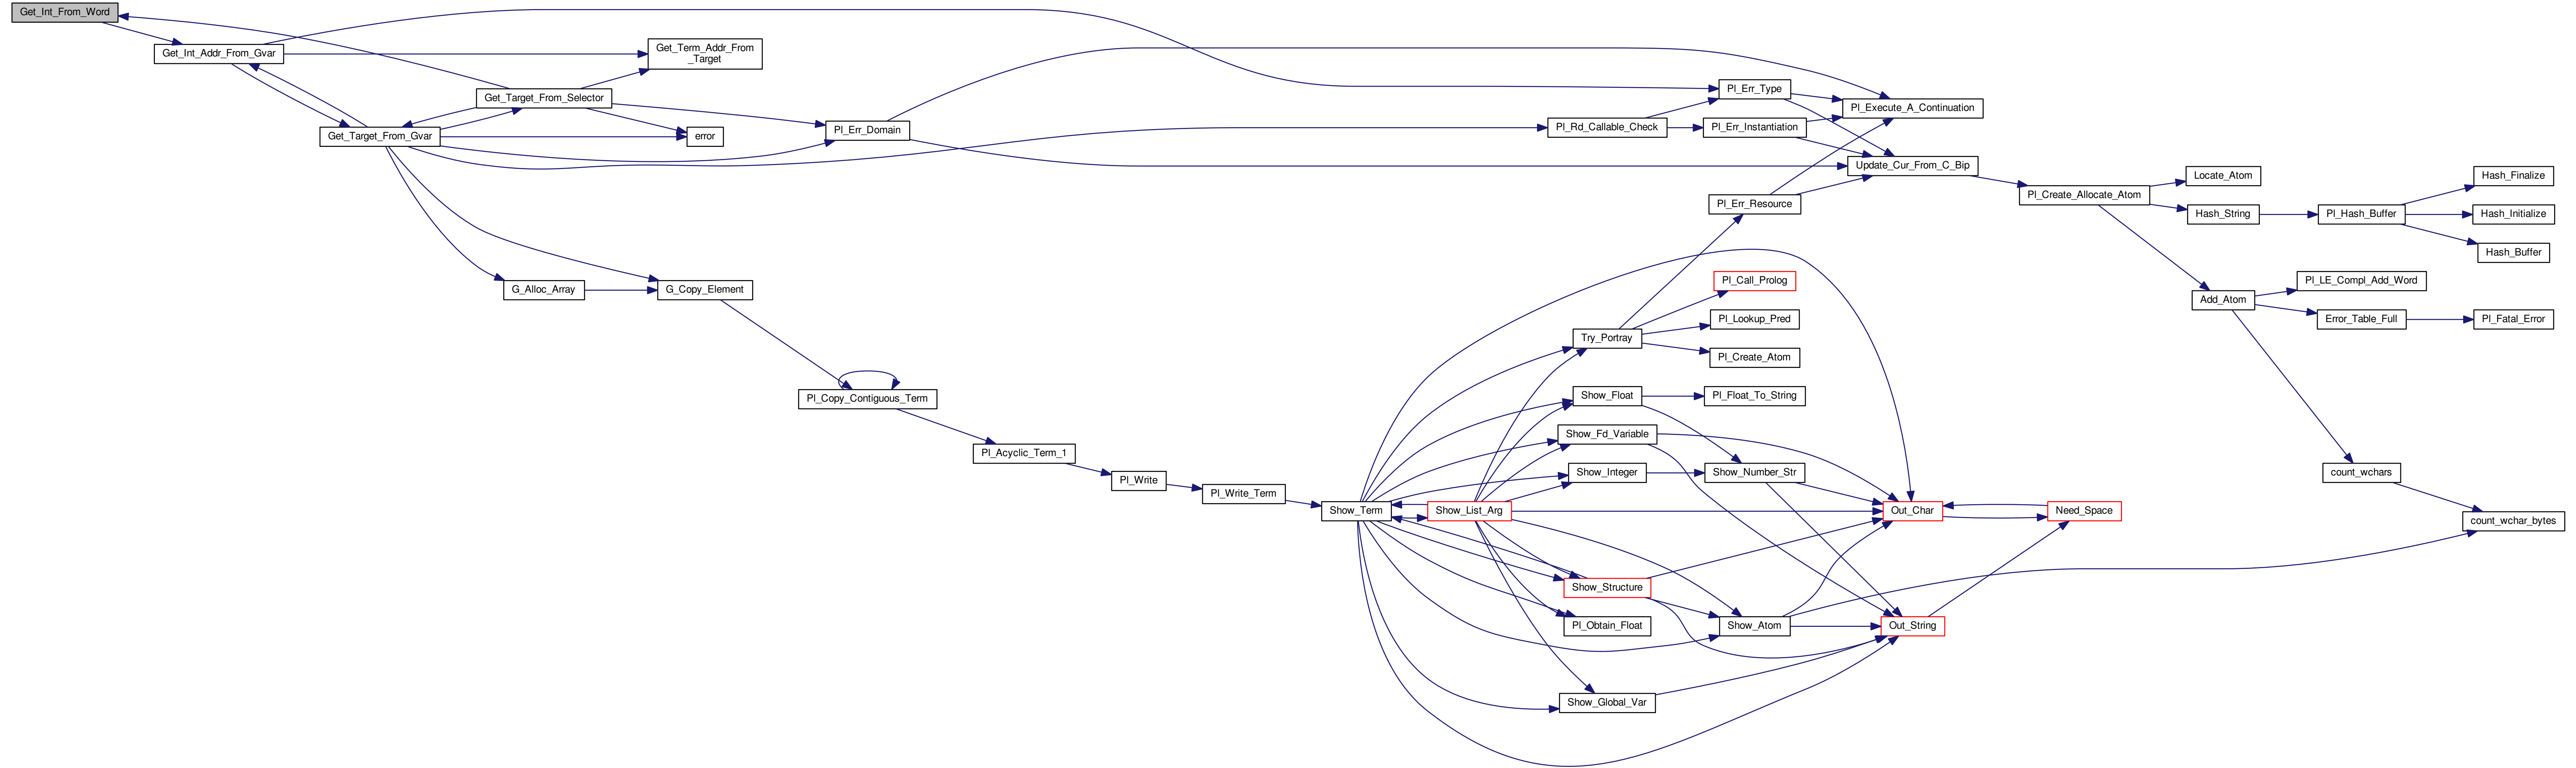 Get_Int_From_Word
Get_Int_Addr_From_Gvar
Get_Term_Addr_From
_Target
Get_Target_From_Selector
Get_Target_From_Gvar
error
Pl_Err_Domain
Pl_Err_Type
Pl_Execute_A_Continuation
Pl_Rd_Callable_Check
Pl_Err_Instantiation
Update_Cur_From_C_Bip
Pl_Err_Resource
Pl_Create_Allocate_Atom
Locate_Atom
Hash_String
Pl_Hash_Buffer
Hash_Finalize
Hash_Initialize
Hash_Buffer
G_Alloc_Array
G_Copy_Element
Pl_Call_Prolog
Pl_Lookup_Pred
Try_Portray
Pl_Create_Atom
Add_Atom
Pl_LE_Compl_Add_Word
Error_Table_Full
Pl_Fatal_Error
Pl_Copy_Contiguous_Term
Show_Float
Pl_Float_To_String
Pl_Acyclic_Term_1
Show_Fd_Variable
Pl_Write
Show_Integer
Show_Number_Str
count_wchars
Pl_Write_Term
Show_Term
Show_List_Arg
Out_Char
Need_Space
count_wchar_bytes
Show_Structure
Pl_Obtain_Float
Show_Atom
Out_String
Show_Global_Var